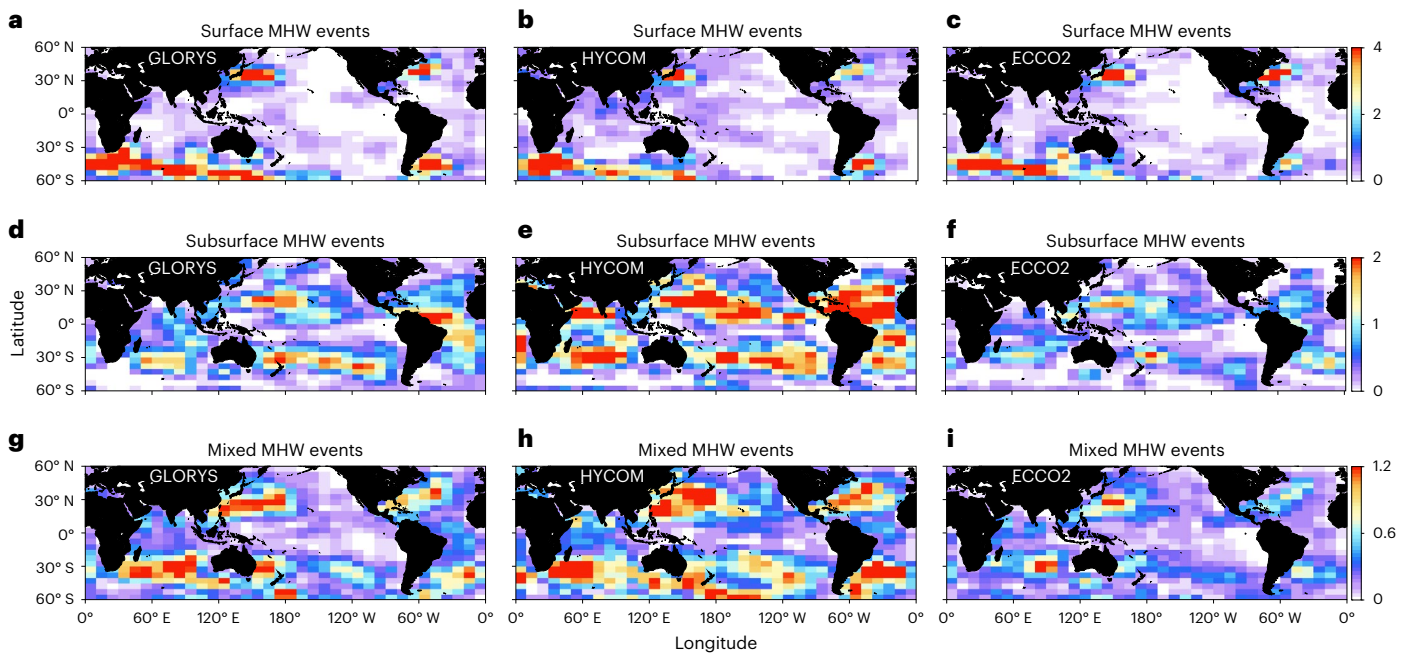 a
b
c
Surface MHW events
Surface MHW events
Surface MHW events
GLORYS
HYCOM
ECCO2
60° N
30° N
0°
30° S
60° S
4
2
0
d
e
f
Subsurface MHW events
Subsurface MHW events
Subsurface MHW events
GLORYS
HYCOM
ECCO2
60° N
30° N
0°
30° S
60° S
Latitude
2
1
0
g
h
i
Mixed MHW events
Mixed MHW events
Mixed MHW events
GLORYS
HYCOM
ECCO2
60° N
30° N
0°
30° S
60° S
1.2
0.6
0
0° 60° E 120° E 180° 120° W 60° W 0°
0° 60° E 120° E 180° 120° W 60° W 0°
0° 60° E 120° E 180° 120° W 60° W 0°
Longitude